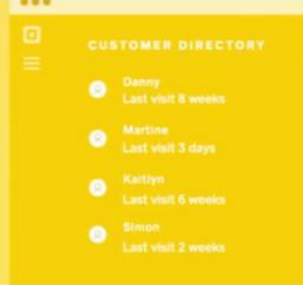 CUSTOMER DIRECTORY
Danny
Last visit 8 weeks
Martine
Last visit 3 days
Kaitlyn
Last visit 6 weeks
Simon
Last visit 2 weeks